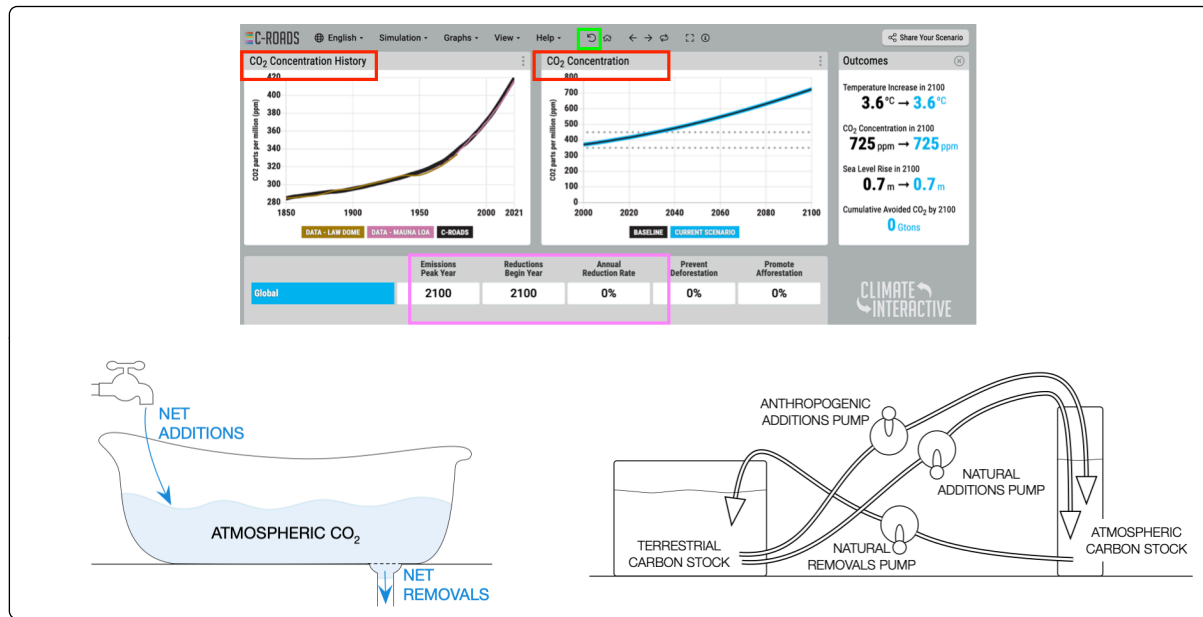 C-ROADS
English
Simulation
Graphs
View
Help
Share Your Scenario
CO₂ Concentration History
CO2 parts per million (ppm)
420
400
380
360
340
320
300
280
1850 1900 1950 2000 2021
DATA - LAW DOME DATA - MAUNA LOA C-ROADS
CO₂ Concentration
CO2 parts per million (ppm)
800
700
600
500
400
300
200
100
0
2000 2020 2040 2060 2080 2100
BASELINE CURRENT SCENARIO
Outcomes
Temperature Increase in 2100
3.6°C → 3.6°C
CO₂ Concentration in 2100
725 ppm → 725 ppm
Sea Level Rise in 2100
0.7 m → 0.7 m
Cumulative Avoided CO₂ by 2100
0 Gtons
Emissions
Peak Year
Reductions
Begin Year
Annual
Reduction Rate
Prevent
Deforestation
Promote
Afforestation
Global 2100 2100 0% 0% 0%
CLIMATE
INTERACTIVE
NET
ADDITIONS
ATMOSPHERIC CO₂
NET
REMOVALS
ANTHROPOGENIC
ADDITIONS PUMP
NATURAL
ADDITIONS PUMP
TERRESTRIAL
CARBON STOCK
NATURAL
REMOVALS PUMP
ATMOSPHERIC
CARBON STOCK